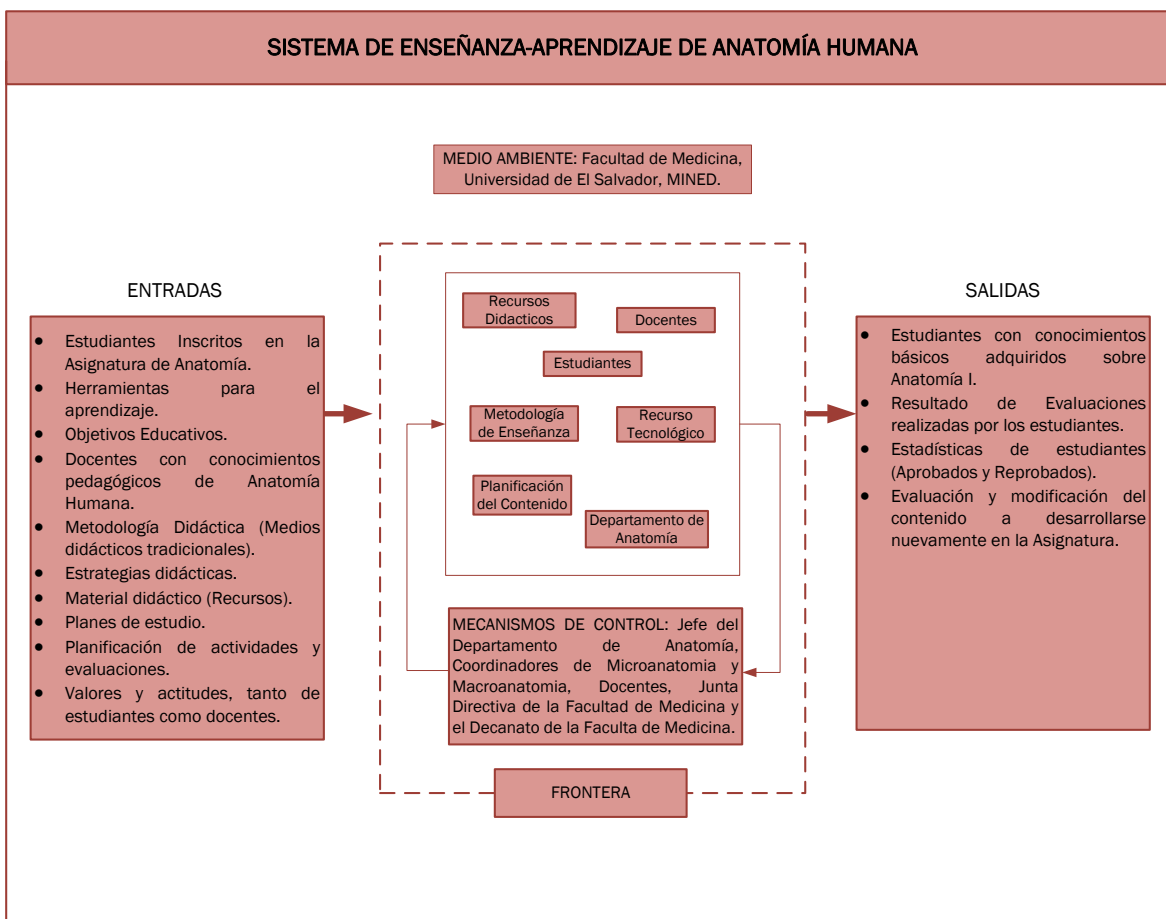 SISTEMA DE ENSEÑANZA-APRENDIZAJE DE ANATOMÍA HUMANA
MEDIO AMBIENTE: Facultad de Medicina,
Universidad de El Salvador, MINED.
ENTRADAS
● Estudiantes Inscritos en la
Asignatura de Anatomía.
● Herramientas para el
aprendizaje.
● Objetivos Educativos.
● Docentes con conocimientos
pedagógicos de Anatomía
Humana.
● Metodología Didáctica (Medios
didácticos tradicionales).
● Estrategias didácticas.
● Material didáctico (Recursos).
● Planes de estudio.
● Planificación de actividades y
evaluaciones.
● Valores y actitudes, tanto de
estudiantes como docentes.
Recursos
Didacticos
Docentes
Estudiantes
Metodología
de Enseñanza
Recurso
Tecnológico
Planificación
del Contenido
Departamento de
Anatomía
MECANISMOS DE CONTROL: Jefe del
Departamento de Anatomía,
Coordinadores de Microanatomia y
Macroanatomia, Docentes, Junta
Directiva de la Facultad de Medicina y
el Decanato de la Faculta de Medicina.
FRONTERA
SALIDAS
● Estudiantes con conocimientos
básicos adquiridos sobre
Anatomía I.
● Resultado de Evaluaciones
realizadas por los estudiantes.
● Estadísticas de estudiantes
(Aprobados y Reprobados).
● Evaluación y modificación del
contenido a desarrollarse
nuevamente en la Asignatura.